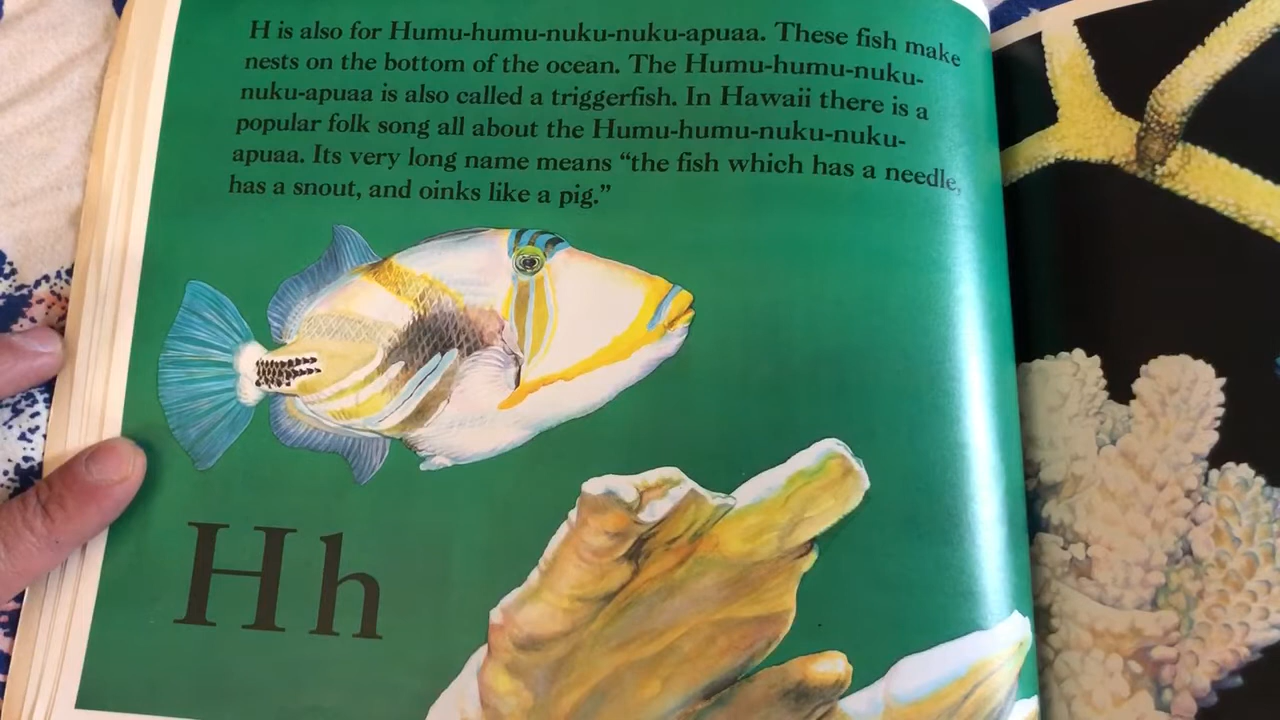 H is also for Humu-humu-nuku-nuku-apuaa. These fish make
nests on the bottom of the ocean. The Humu-humu-nuku-
nuku-apuaa is also called a triggerfish. In Hawaii there is a
popular folk song all about the Humu-humu-nuku-nuku-
apuaa. Its very long name means “the fish which has a needle,
has a snout, and oinks like a pig.”
H h